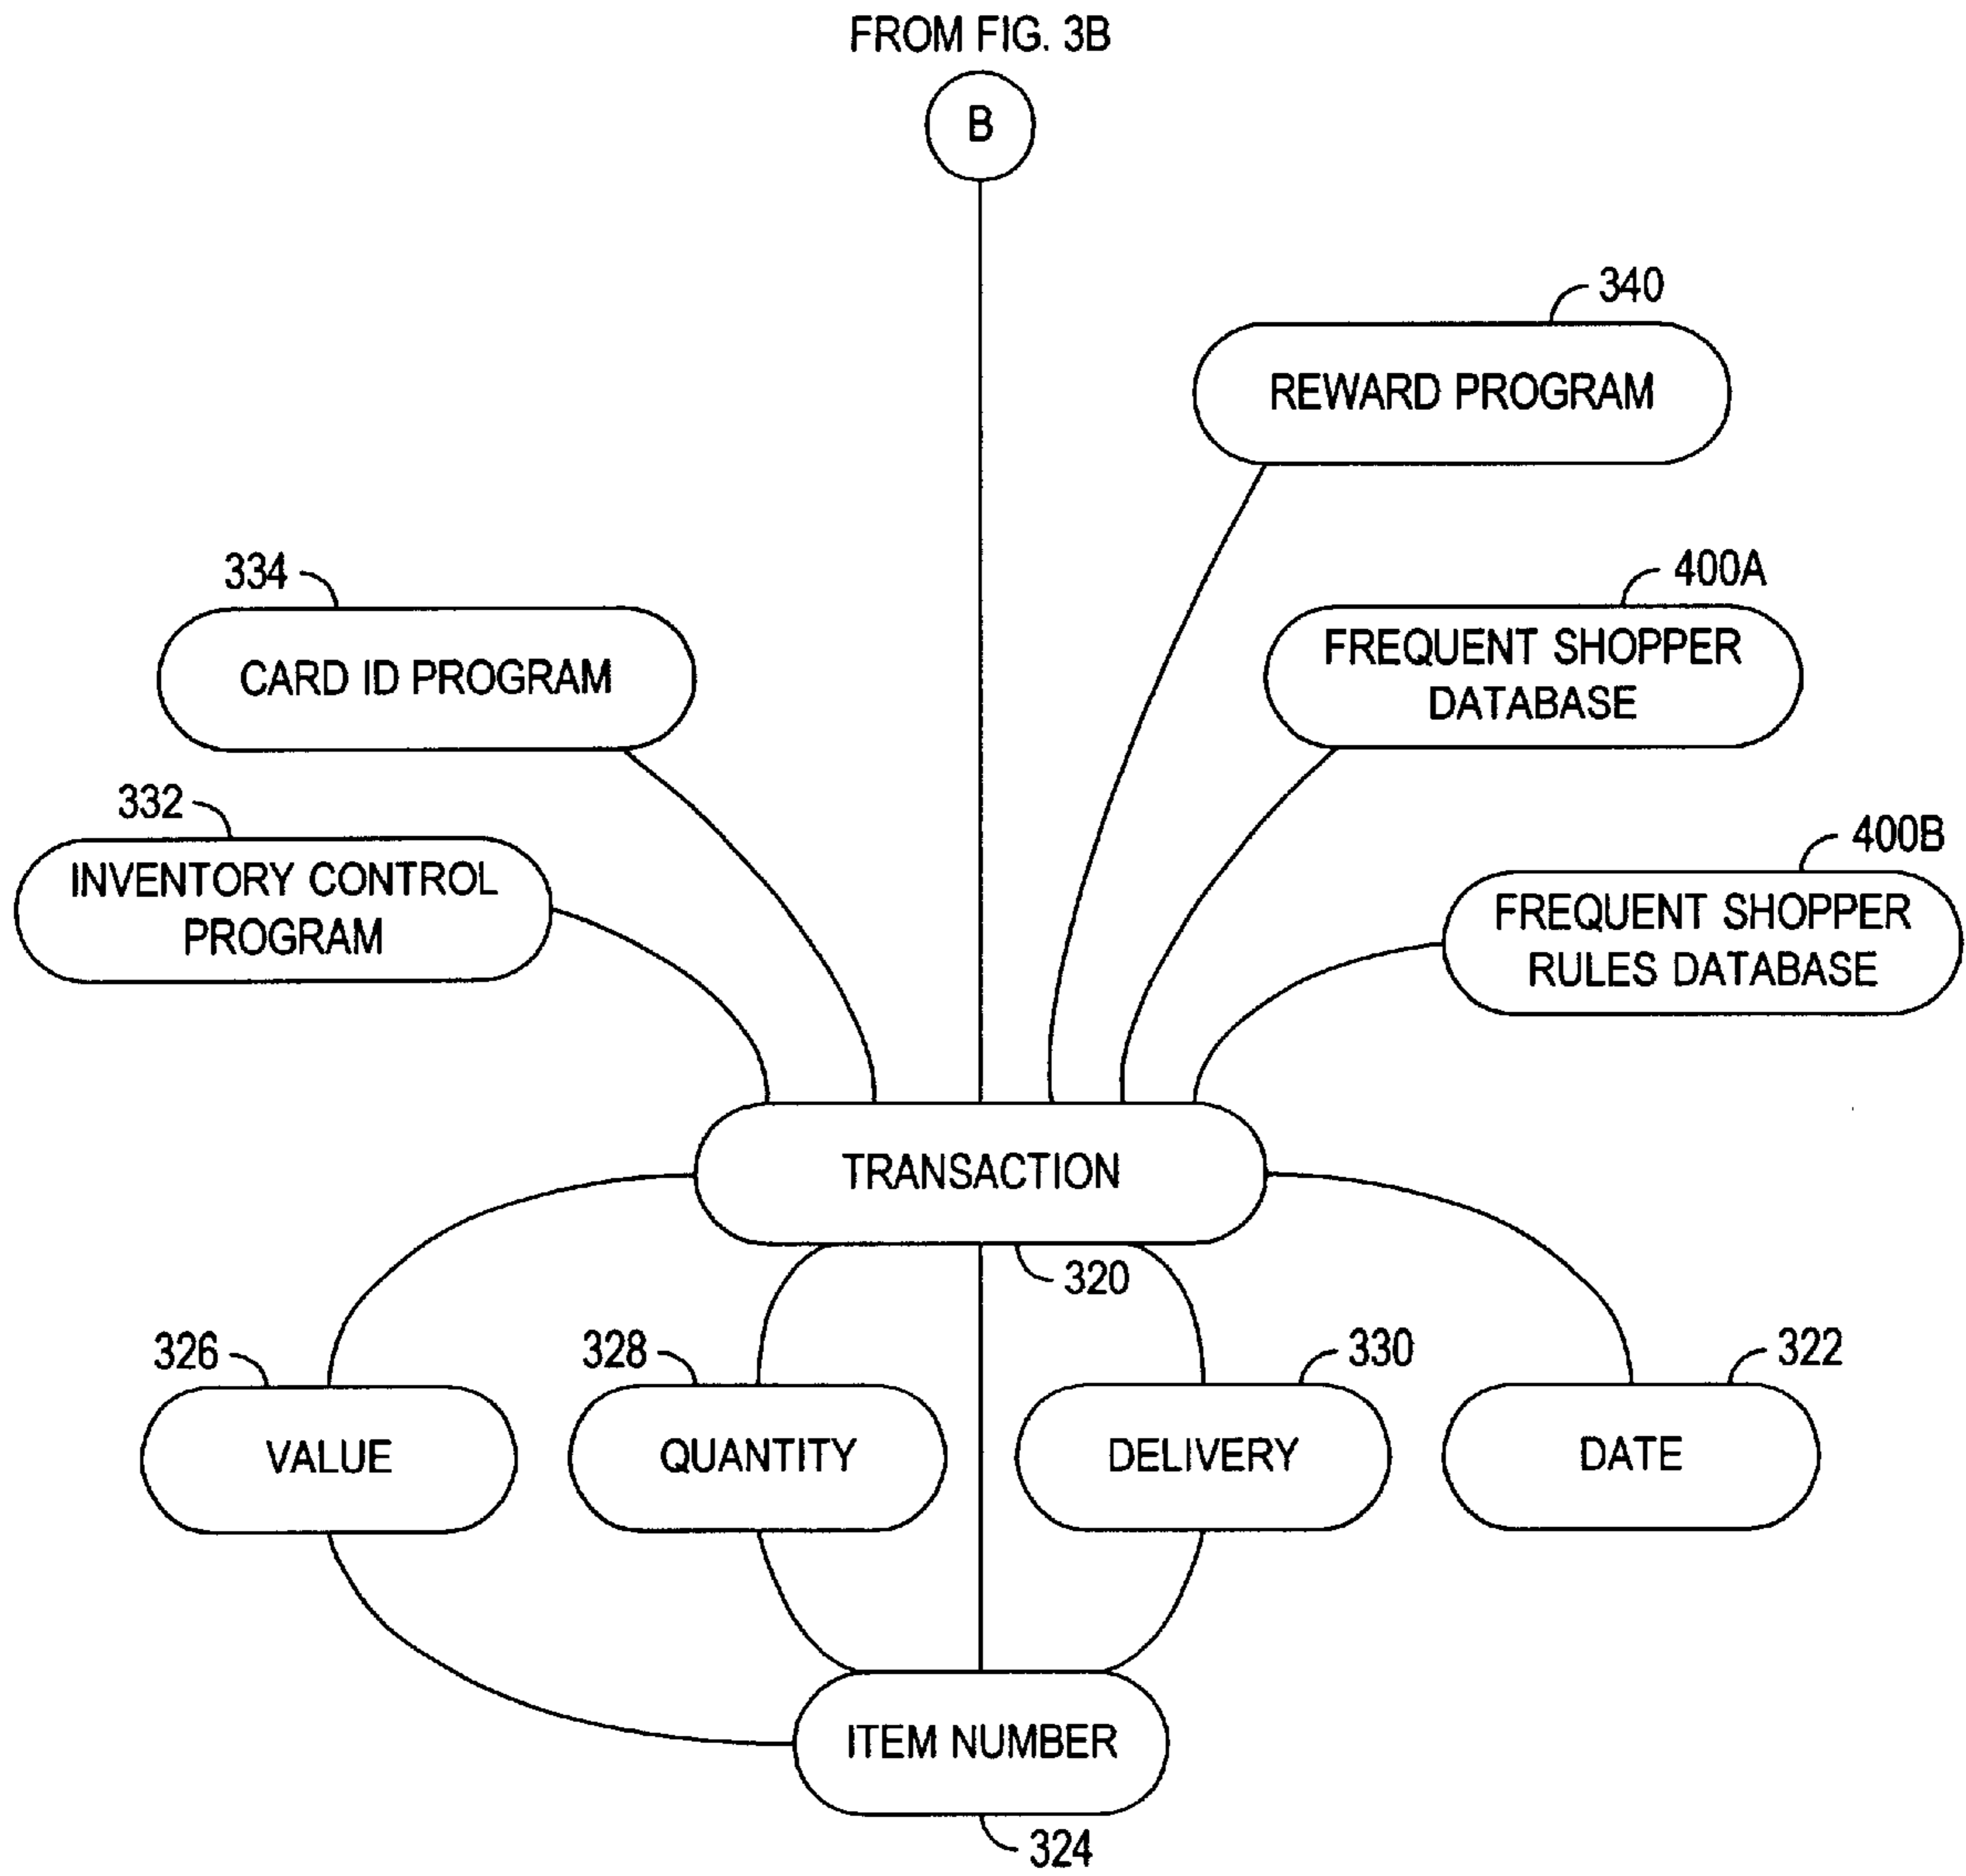 FROM FIG. 3B
B
340
REWARD PROGRAM
334
CARD ID PROGRAM
400A
FREQUENT SHOPPER
DATABASE
332
INVENTORY CONTROL
PROGRAM
400B
FREQUENT SHOPPER
RULES DATABASE
TRANSACTION
320
326
VALUE
328
QUANTITY
330
DELIVERY
322
DATE
ITEM NUMBER
324